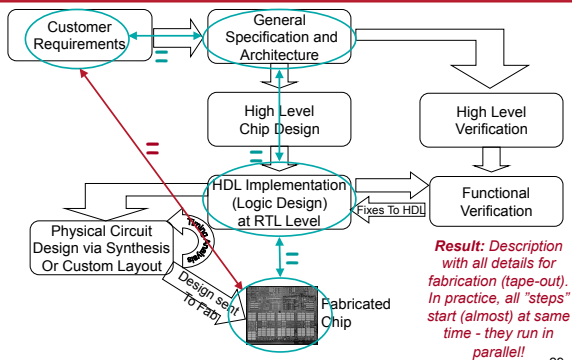 Customer
Requirements
General
Specification and
Architecture
=
High Level
Chip Design
=
High Level
Verification
=
HDL Implementation
(Logic Design)
at RTL Level
Fixes To HDL
Functional
Verification
Physical Circuit
Design via Synthesis
Or Custom Layout
Timing
Analysis
=
Design sent
To Fab
Fabricated
Chip
Result: Description
with all details for
fabrication (tape-out).
In practice, all "steps"
start (almost) at same
time - they run in
parallel!